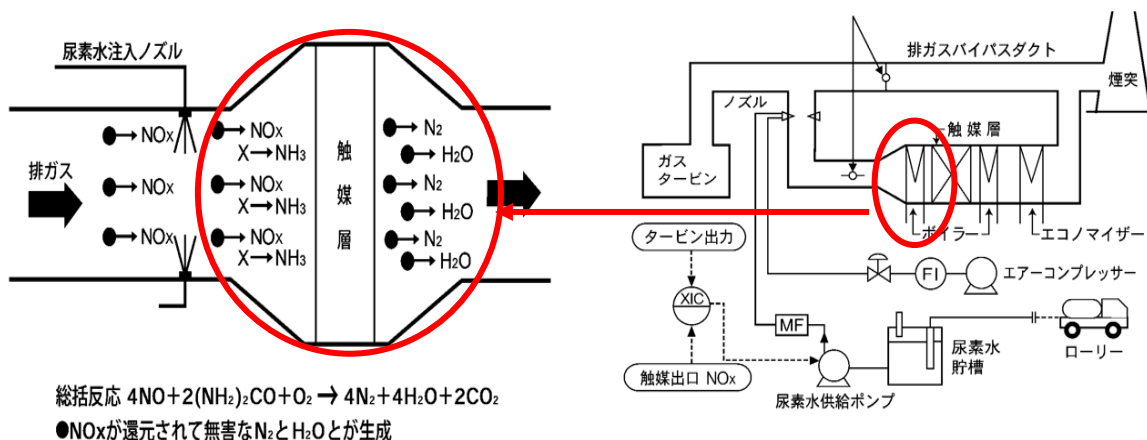 尿素水注入ノズル
排ガス
NOx
NOx
NOx
NOx
X→NH3
NOx
X→NH3
NOx
X→NH3
触媒層
N2
H2O
N2
H2O
N2
H2O
総括反応 4NO+2(NH2)2CO+O2→4N2+4H2O+2CO2
●NOxが還元されて無害なN2とH2Oとが生成
排ガスバイパスダクト
煙突
ノズル
触媒層
ガス
タービン
ボイラー
エコノマイザー
タービン出力
XIC
FI
エアーコンプレッサー
MF
触媒出口 NOx
尿素水供給ポンプ
尿素水
貯槽
ローリー